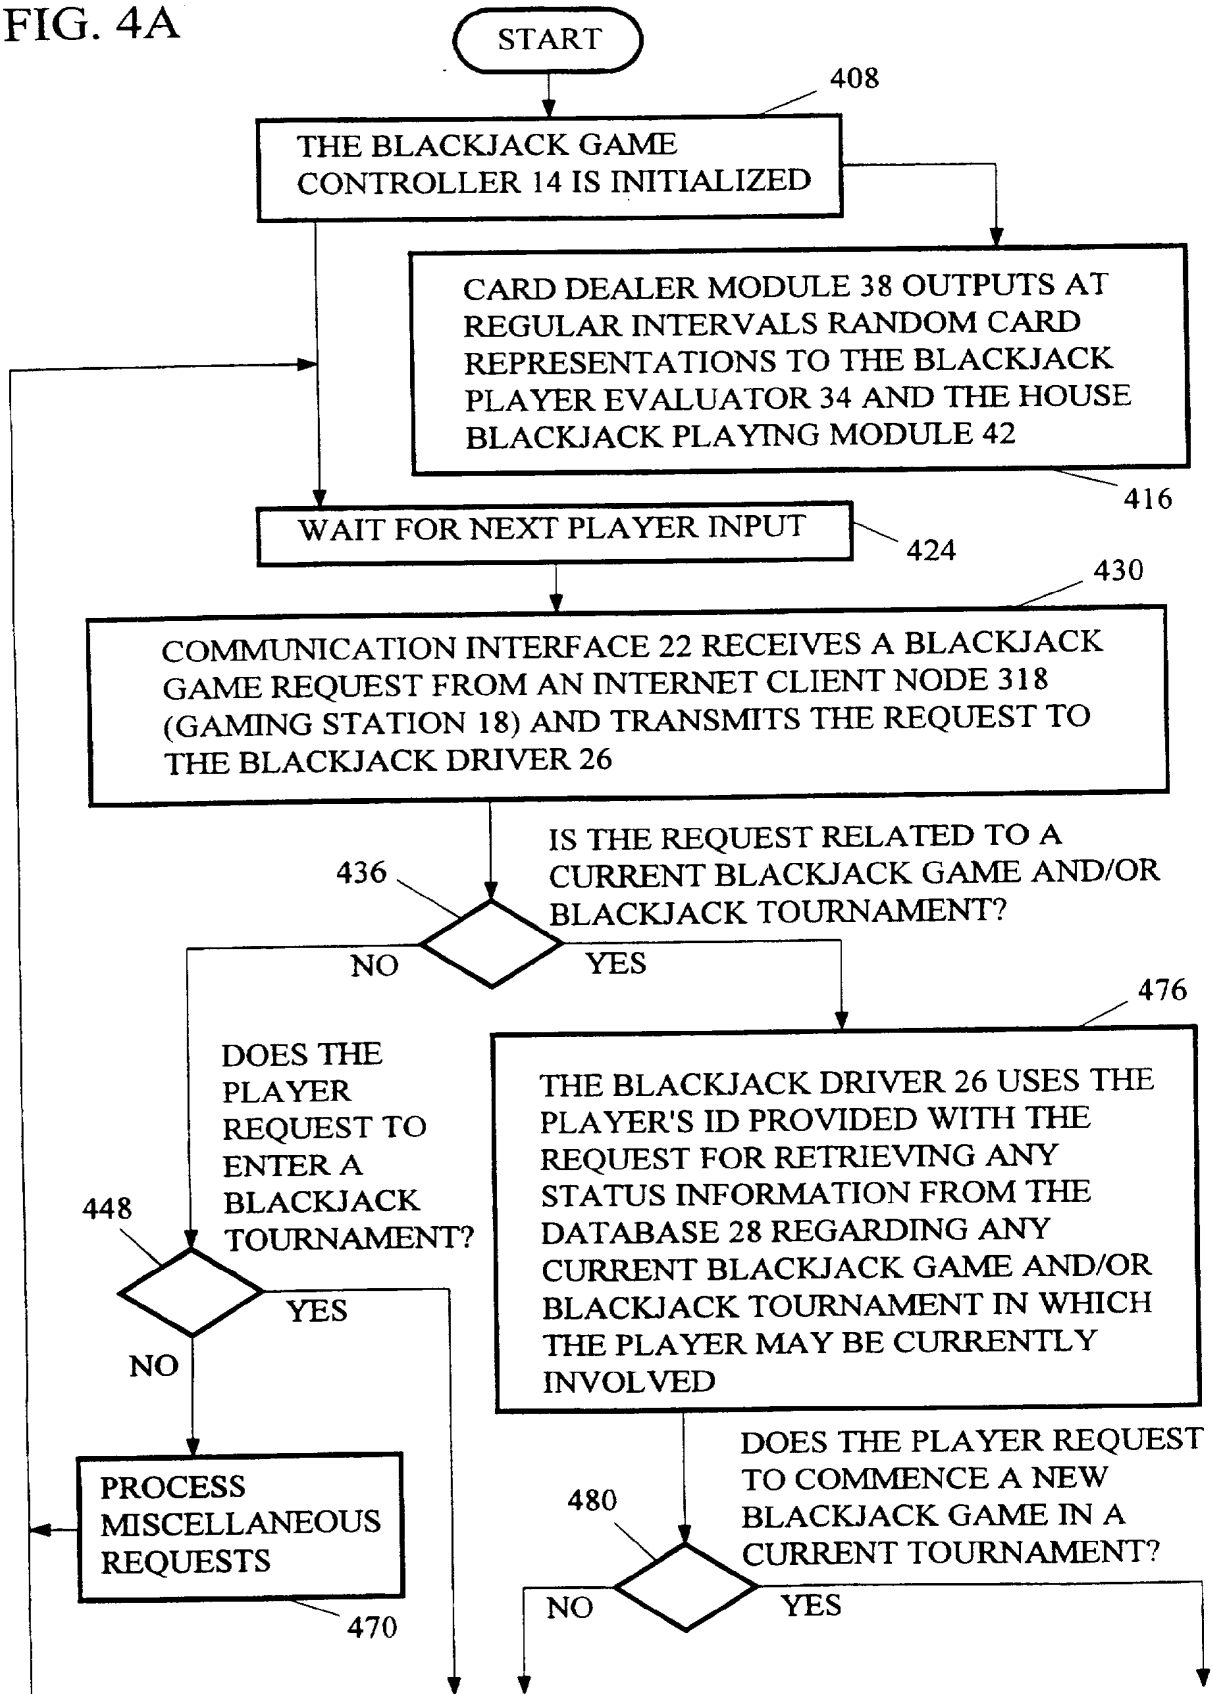 FIG. 4A
START
408
THE BLACKJACK GAME
CONTROLLER 14 IS INITIALIZED
CARD DEALER MODULE 38 OUTPUTS AT
REGULAR INTERVALS RANDOM CARD
REPRESENTATIONS TO THE BLACKJACK
PLAYER EVALUATOR 34 AND THE HOUSE
BLACKJACK PLAYING MODULE 42
416
WAIT FOR NEXT PLAYER INPUT
424
430
COMMUNICATION INTERFACE 22 RECEIVES A BLACKJACK
GAME REQUEST FROM AN INTERNET CLIENT NODE 318
(GAMING STATION 18) AND TRANSMITS THE REQUEST TO
THE BLACKJACK DRIVER 26
IS THE REQUEST RELATED TO A
CURRENT BLACKJACK GAME AND/OR
BLACKJACK TOURNAMENT?
436
NO
YES
476
DOES THE
PLAYER
REQUEST TO
ENTER A
BLACKJACK
TOURNAMENT?
448
YES
NO
THE BLACKJACK DRIVER 26 USES THE
PLAYER'S ID PROVIDED WITH THE
REQUEST FOR RETRIEVING ANY
STATUS INFORMATION FROM THE
DATABASE 28 REGARDING ANY
CURRENT BLACKJACK GAME AND/OR
BLACKJACK TOURNAMENT IN WHICH
THE PLAYER MAY BE CURRENTLY
INVOLVED
PROCESS
MISCELLANEOUS
REQUESTS
470
DOES THE PLAYER REQUEST
TO COMMENCE A NEW
BLACKJACK GAME IN A
CURRENT TOURNAMENT?
480
NO
YES